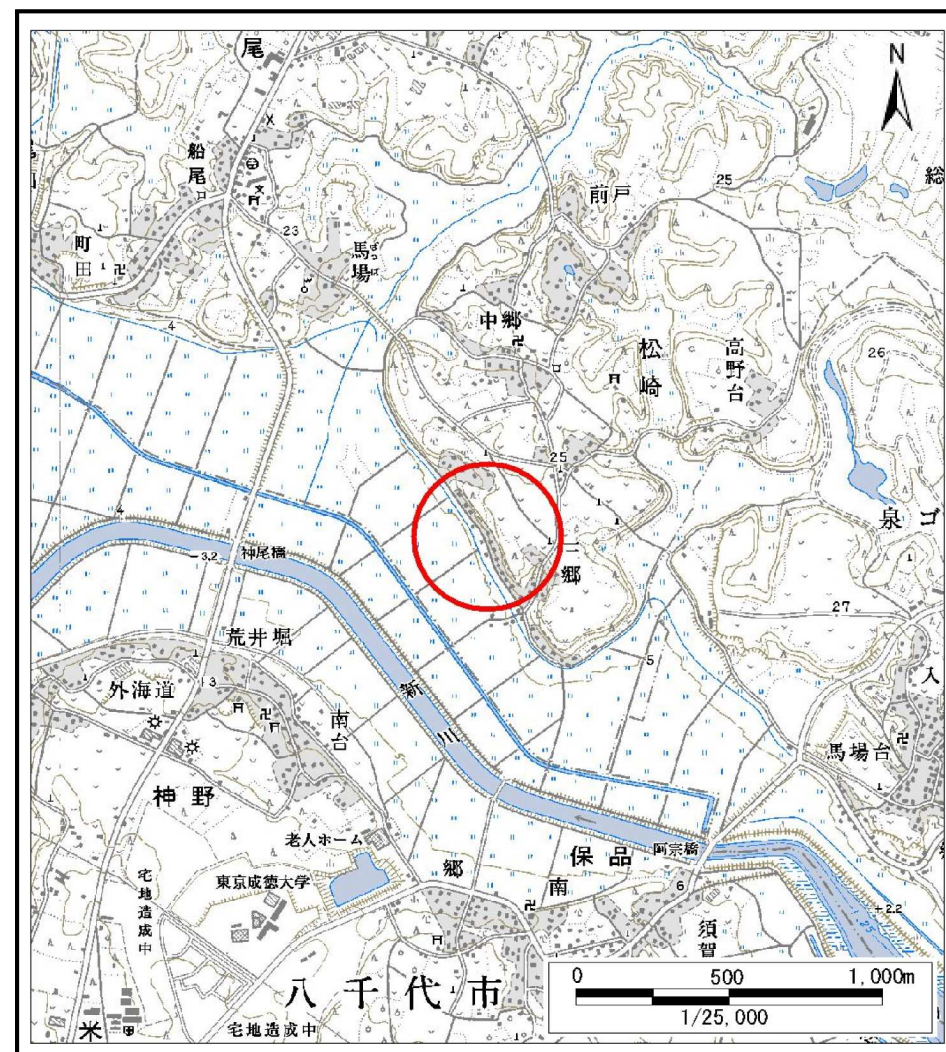 尾
N
船尾
前戸
25
総
町田
23
馬場
4
中郷
松崎
高野台
26
25
泉
ゴ
4
-3.2
神尾橋
三郷
27
荒井堀
5
入
外海道
13
南台
新川
馬場台
神野
老人ホーム
保品
阿宗橋
東京成徳大学
郷
南
6
+2.2
宅地造成中
須賀
八千代市
米
宅地造成中
0 500 1,000m
1/25,000